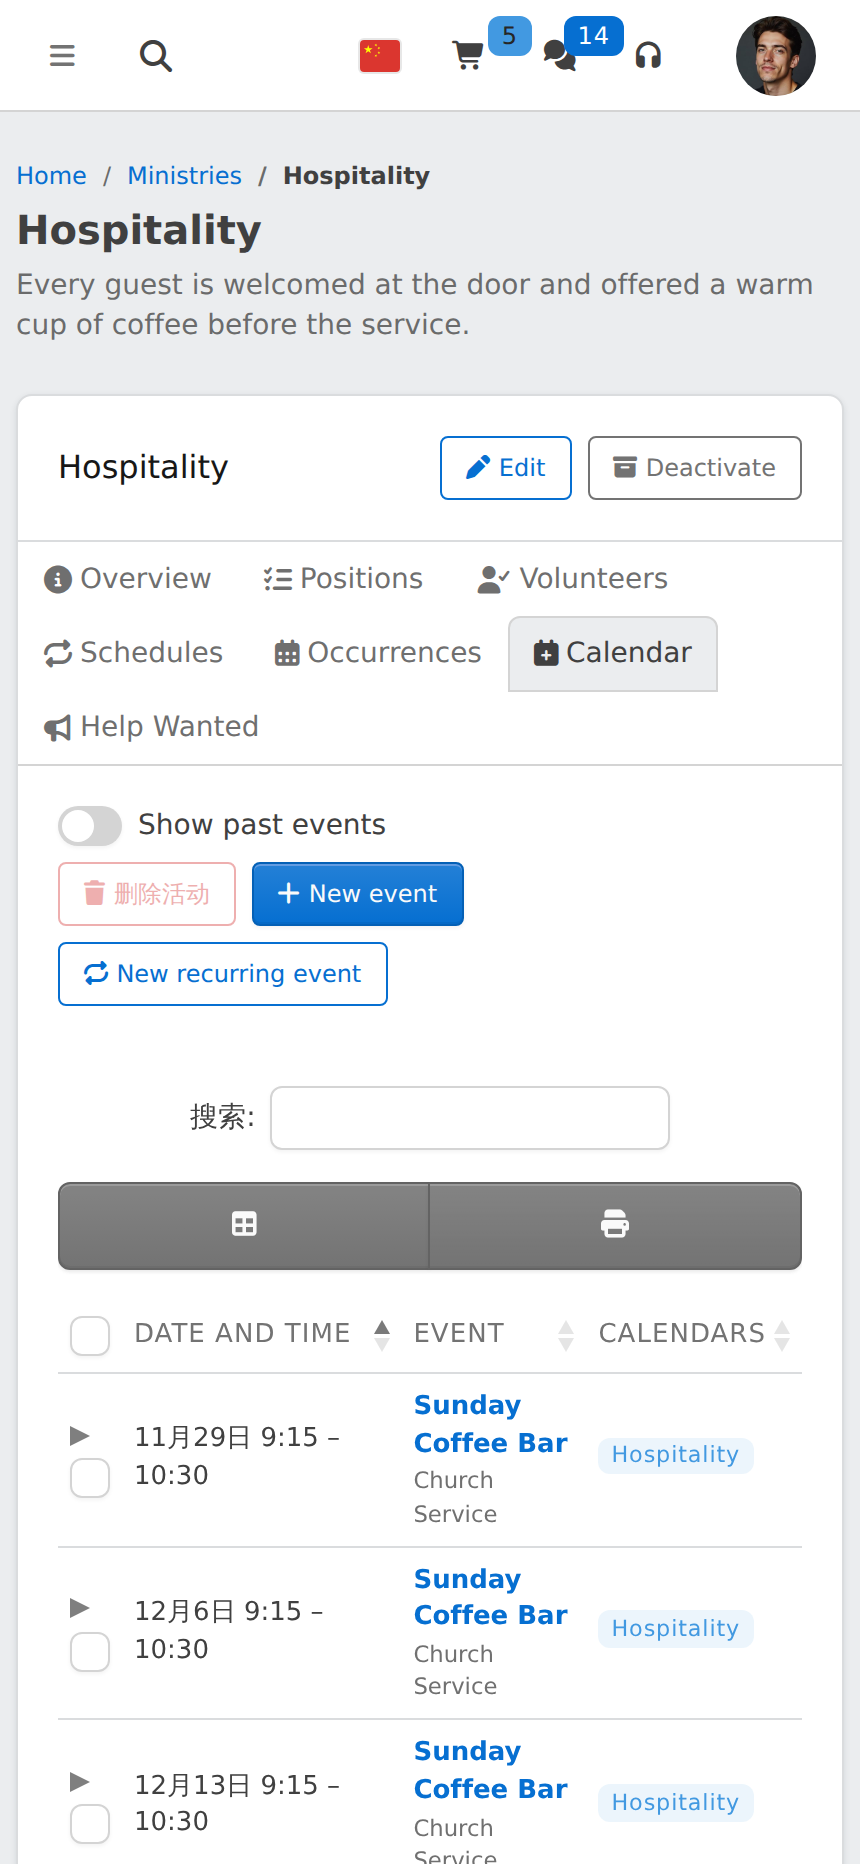 5
14
Home / Ministries / Hospitality
Hospitality
Every guest is welcomed at the door and offered a warm
cup of coffee before the service.
Hospitality
Edit
Deactivate
Overview
Positions
Volunteers
Schedules
Occurrences
Calendar
Help Wanted
Show past events
删除活动
New event
New recurring event
搜索:
DATE AND TIME
EVENT
CALENDARS
11月29日 9:15 –
10:30
Sunday
Coffee Bar
Church
Service
Hospitality
12月6日 9:15 –
10:30
Sunday
Coffee Bar
Church
Service
Hospitality
12月13日 9:15 –
10:30
Sunday
Coffee Bar
Church
Service
Hospitality